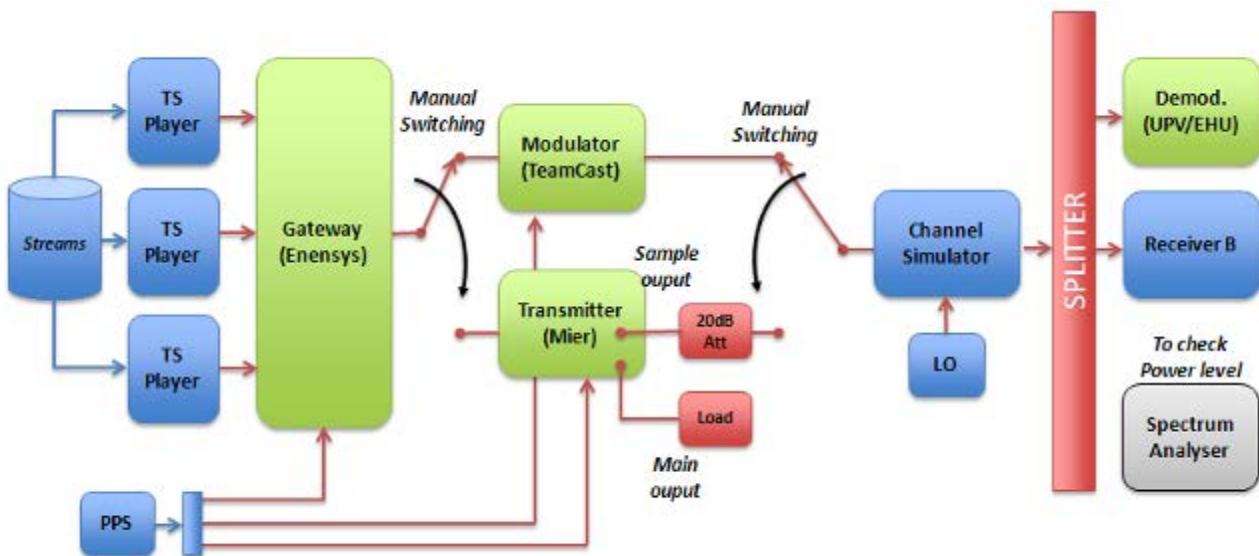 TS
Player
Streams
TS
Player
TS
Player
Gateway
(Enensys)
PPS
Manual
Switching
Modulator
(TeamCast)
Transmitter
(Mier)
Sample
ouput
20dB
Att
Load
Main
ouput
Manual
Switching
Channel
Simulator
LO
SPLITTER
Demod.
(UPV/EHU)
Receiver B
To check
Power level
Spectrum
Analyser